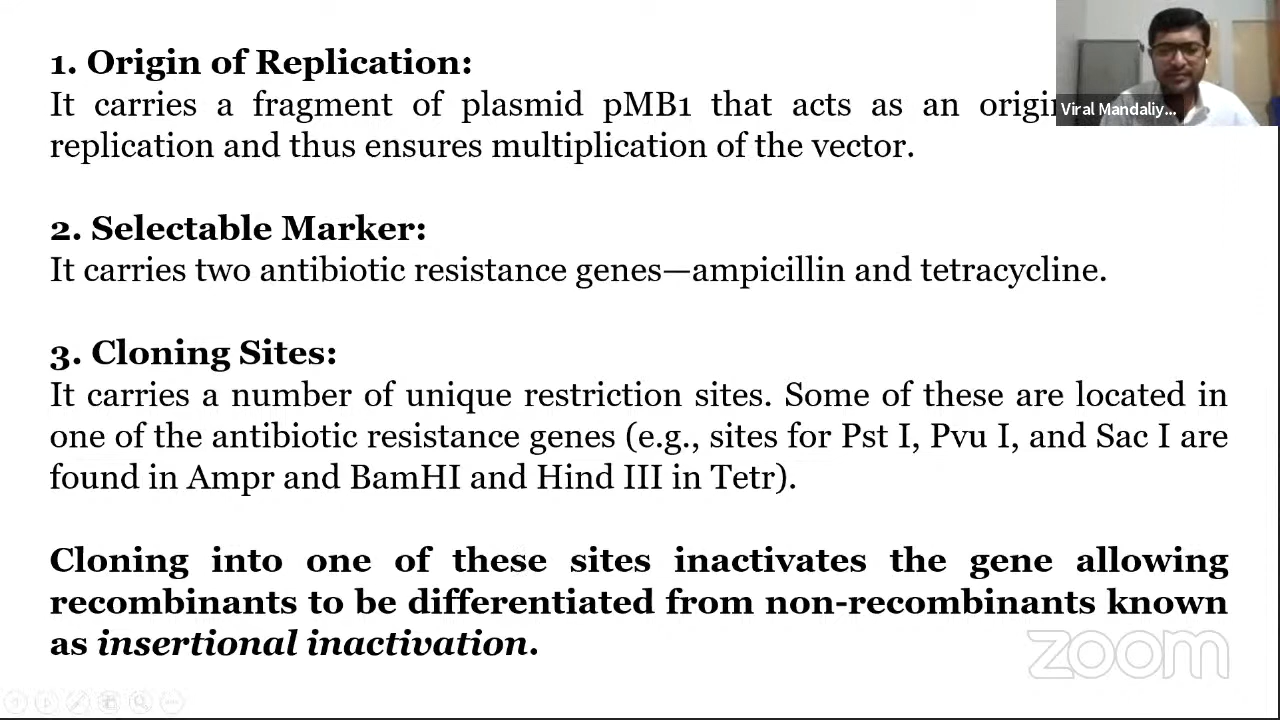 1. Origin of Replication:
It carries a fragment of plasmid pMB1 that acts as an
replication and thus ensures multiplication of the vector.
2. Selectable Marker:
It carries two antibiotic resistance genes—ampicillin and tetracycline.
3. Cloning Sites:
It carries a number of unique restriction sites. Some of these are located in
one of the antibiotic resistance genes (e.g., sites for Pst I, Pvu I, and Sac I are
found in Ampr and BamHI and Hind III in Tetr).
Cloning into one of these sites inactivates the gene allowing
recombinants to be differentiated from non-recombinants known
as insertional inactivation.
Viral Mandaliy...
zoom